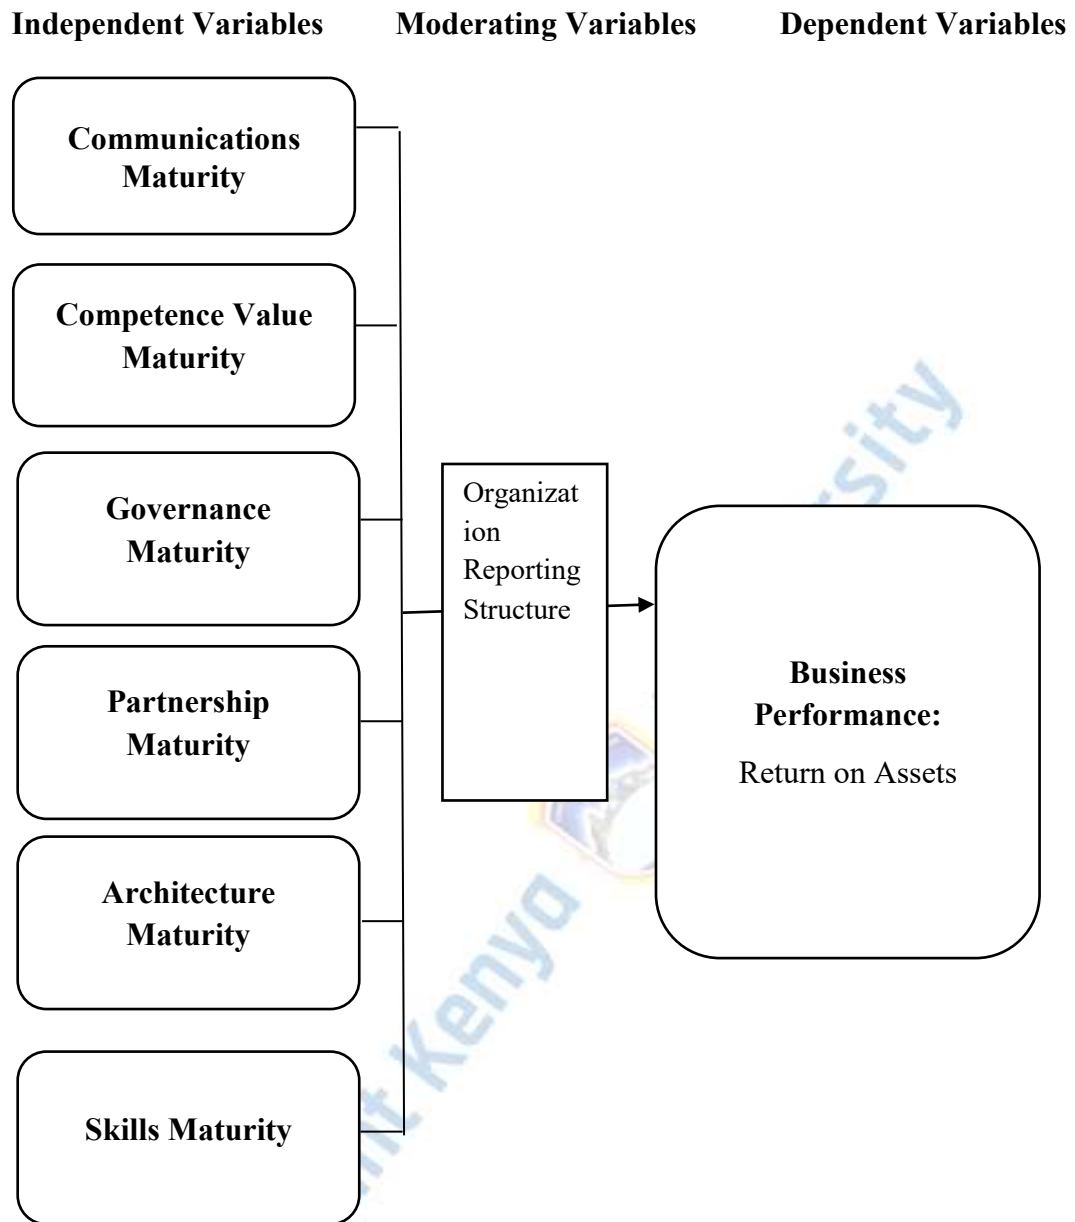 Independent Variables Moderating Variables Dependent Variables
Communications
Maturity
Competence Value
Maturity
Governance
Maturity
Partnership
Maturity
Architecture
Maturity
Skills Maturity
Organizat
ion
Reporting
Structure
Business
Performance:
Return on Assets
Kenya